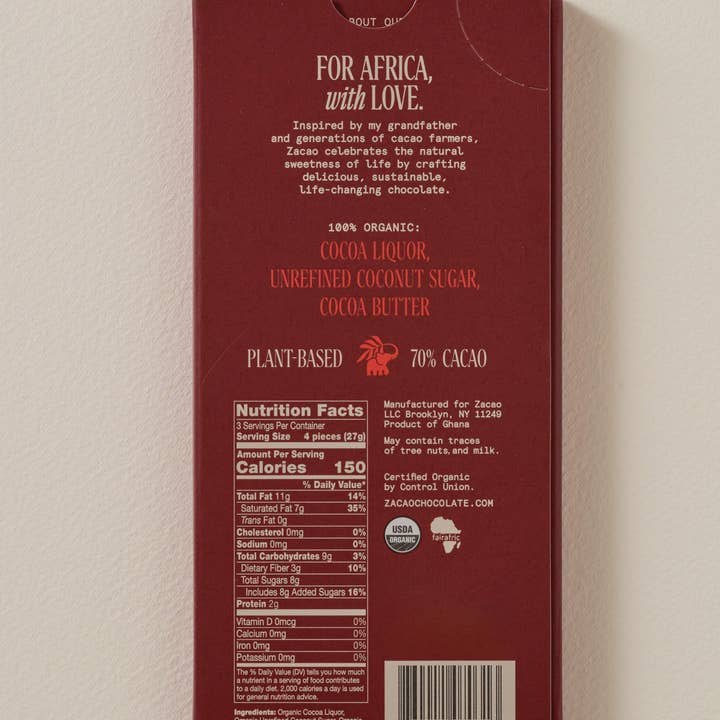 BOUT OU
FOR AFRICA,
with LOVE.
Inspired by my grandfather
and generations of cacao farmers,
Zacao celebrates the natural
sweetness of life by crafting
delicious, sustainable,
life-changing chocolate.
100% ORGANIC:
COCOA LIQUOR,
UNREFINED COCONUT SUGAR,
COCOA BUTTER
PLANT-BASED 70% CACAO
Nutrition Facts
3 Servings Per Container
Serving Size 4 pieces (27g)
Amount Per Serving
Calories 150
% Daily Value*
Total Fat 11g 14%
Saturated Fat 7g 35%
Trans Fat 0g
Cholesterol 0mg 0%
Sodium 0mg 0%
Total Carbohydrates 9g 3%
Dietary Fiber 3g 10%
Total Sugars 8g
Includes 8g Added Sugars 16%
Protein 2g
Vitamin D 0mcg 0%
Calcium 0mg 0%
Iron 0mg 0%
Potassium 0mg 0%
The % Daily Value (DV) tells you how much
a nutrient in a serving of food contributes
to a daily diet. 2,000 calories a day is used
for general nutrition advice.
Ingredients: Organic Cocoa Liquor,
Organic Unrefined Coconut Sugar, Organic
Manufactured for Zacao
LLC Brooklyn, NY 11249
Product of Ghana
May contain traces
of tree nuts, and milk.
Certified Organic
by Control Union.
ZACAOCHOCOLATE.COM
USDA
ORGANIC
fairafric